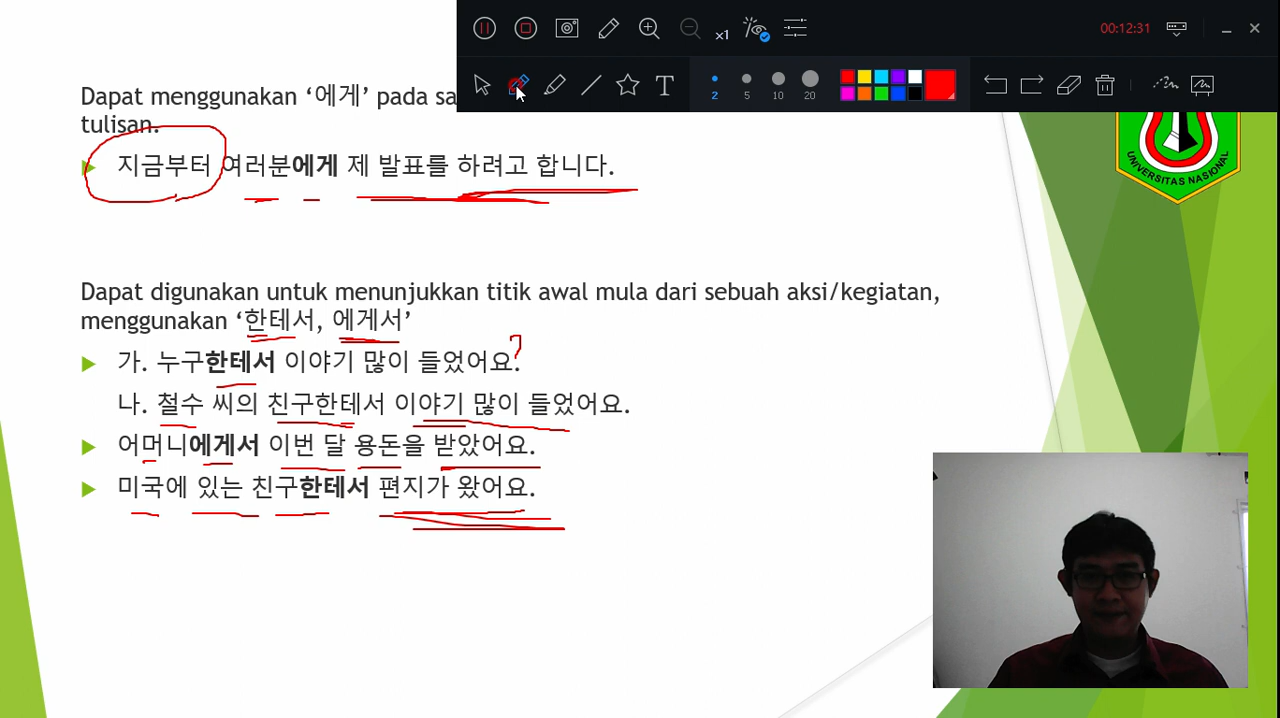 00:12:31
x1
2
5
10
20
Dapat menggunakan ‘에게’ pada sa
tulisan.
지금부터 여러분에게 제 발표를 하려고 합니다.
UNIVERSITAS NASIONAL
Dapat digunakan untuk menunjukkan titik awal mula dari sebuah aksi/kegiatan,
menggunakan ‘한테서, 에게서’
가. 누구한테서 이야기 많이 들었어요?
나. 철수 씨의 친구한테서 이야기 많이 들었어요.
어머니에게서 이번 달 용돈을 받았어요.
미국에 있는 친구한테서 편지가 왔어요.